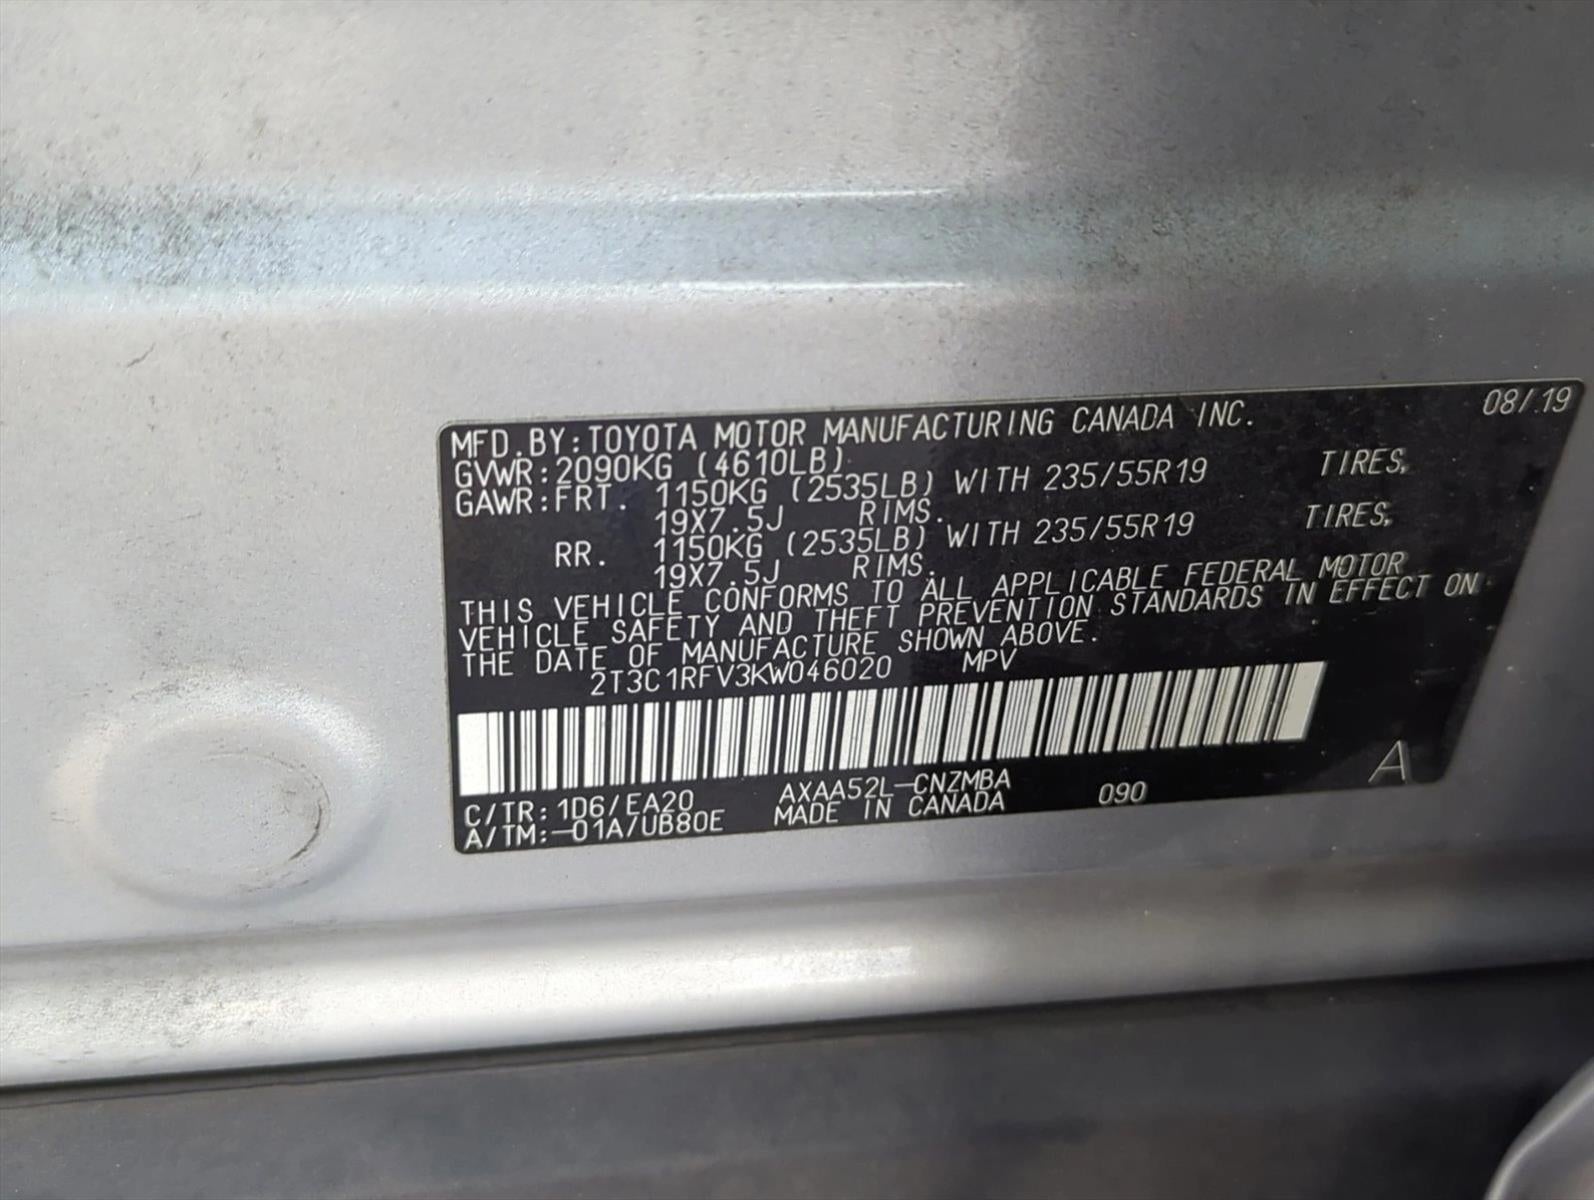 08/19
MFD.BY:TOYOTA MOTOR MANUFACTURING CANADA INC.
GVWR:2090KG (4610LB)
GAWR:FRT. 1150KG (2535LB) WITH 235/55R19 TIRES,
19X7.5J RIMS.
RR. 1150KG (2535LB) WITH 235/55R19 TIRES,
19X7.5J RIMS.
THIS VEHICLE CONFORMS TO ALL APPLICABLE FEDERAL MOTOR
VEHICLE SAFETY AND THEFT PREVENTION STANDARDS IN EFFECT ON
THE DATE OF MANUFACTURE SHOWN ABOVE.
2T3C1RFV3KW046020 MPV
C/TR: 1D6/EA20 AXAA52L-CNZMBA 090 A
A/TM:-01A/UB80E MADE IN CANADA